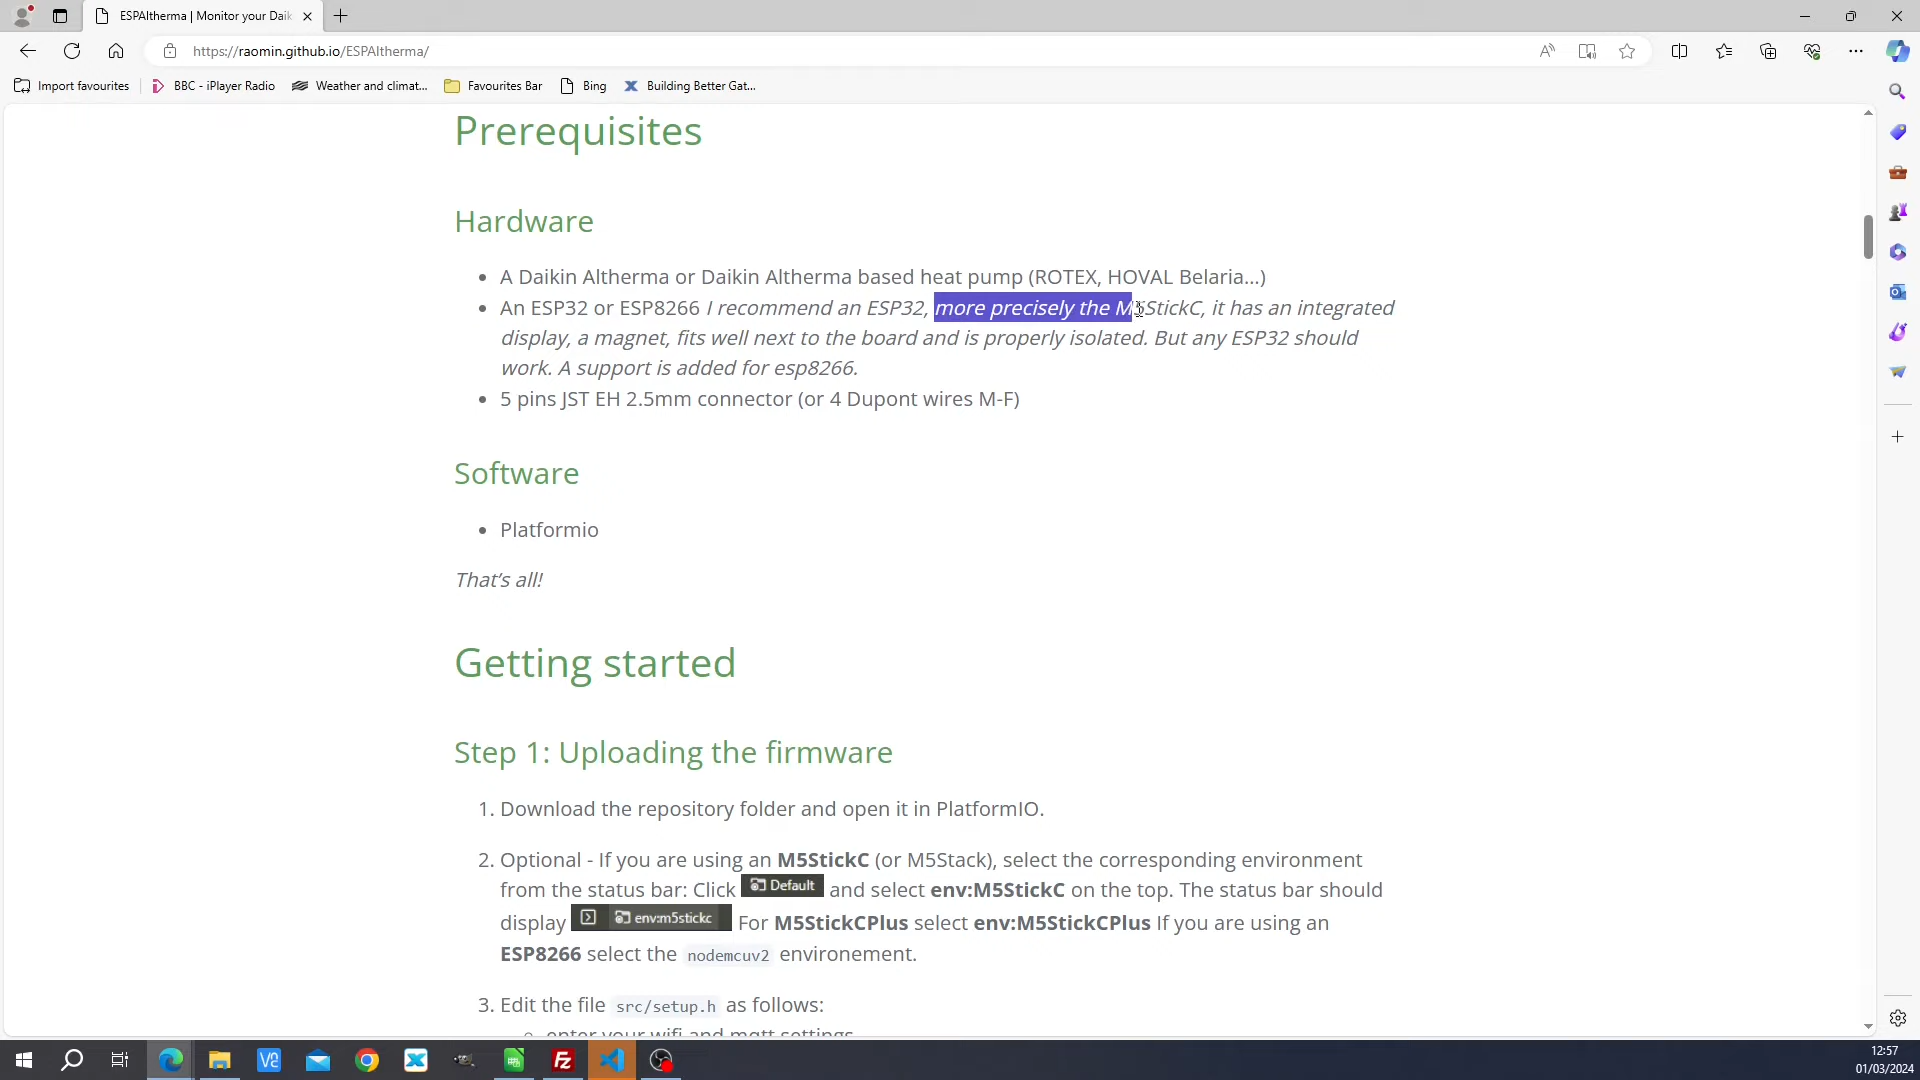 ESPAltherma | Monitor your Daik
https://raomin.github.io/ESPAltherma/
Import favourites
BBC - iPlayer Radio
Weather and climat...
Favourites Bar
Bing
Building Better Gat...
Prerequisites
Hardware
A Daikin Altherma or Daikin Altherma based heat pump (ROTEX, HOVAL Belaria…)
An ESP32 or ESP8266 I recommend an ESP32, more precisely the M5StickC, it has an integrated
display, a magnet, fits well next to the board and is properly isolated. But any ESP32 should
work. A support is added for esp8266.
5 pins JST EH 2.5mm connector (or 4 Dupont wires M-F)
Software
Platformio
That’s all!
Getting started
Step 1: Uploading the firmware
1. Download the repository folder and open it in PlatformIO.
2. Optional - If you are using an M5StickC (or M5Stack), select the corresponding environment
from the status bar: Click Default and select env:M5StickC on the top. The status bar should
display env:m5stickc For M5StickCPlus select env:M5StickCPlus If you are using an
ESP8266 select the nodemcuv2 environement.
3. Edit the file src/setup.h as follows:
enter your wifi and mqtt settings
12:57
01/03/2024